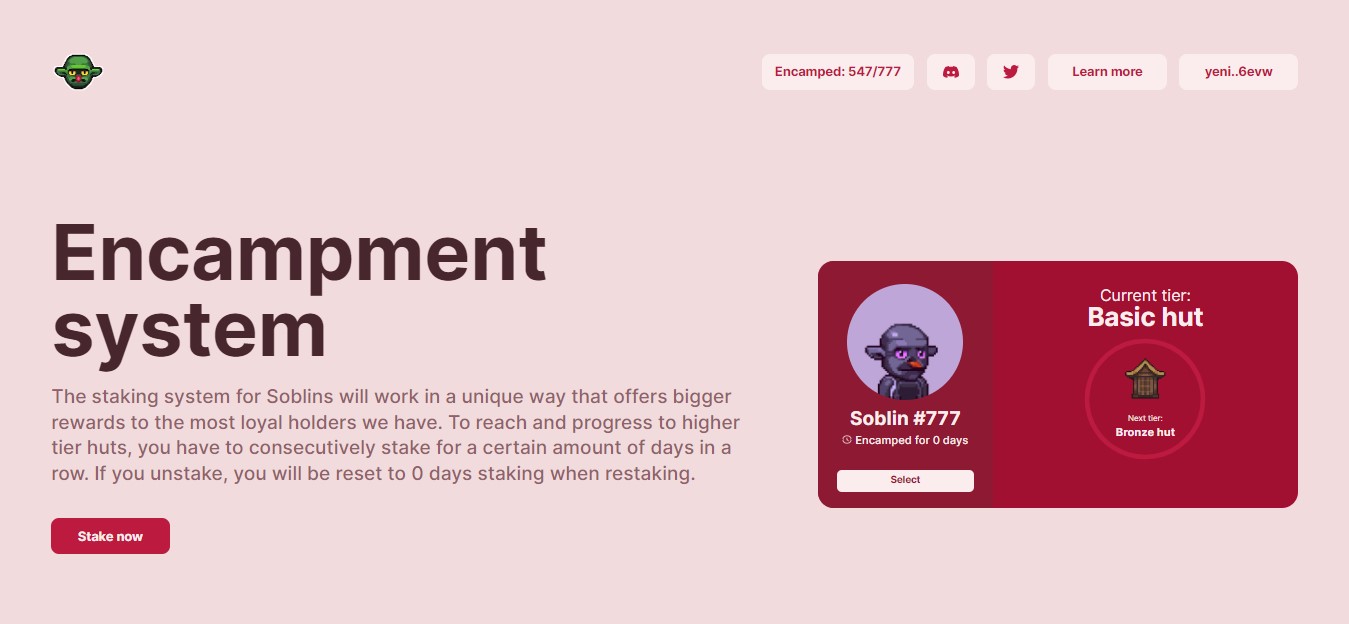 Encamped: 547/777
Learn more
yeni..6evw
Encampment
system
The staking system for Soblins will work in a unique way that offers bigger
rewards to the most loyal holders we have. To reach and progress to higher
tier huts, you have to consecutively stake for a certain amount of days in a
row. If you unstake, you will be reset to 0 days staking when restaking.
Stake now
Soblin #777
Encamped for 0 days
Select
Current tier:
Basic hut
Next tier:
Bronze hut